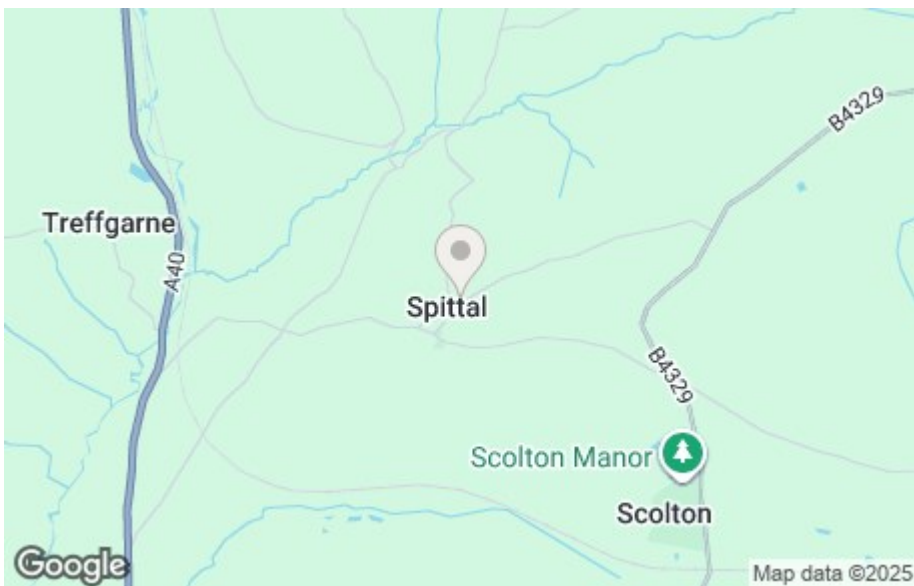 B4329
Treffgarne
A40
Spittal
B4329
Scolton Manor
Scolton
Google
Map data ©2025